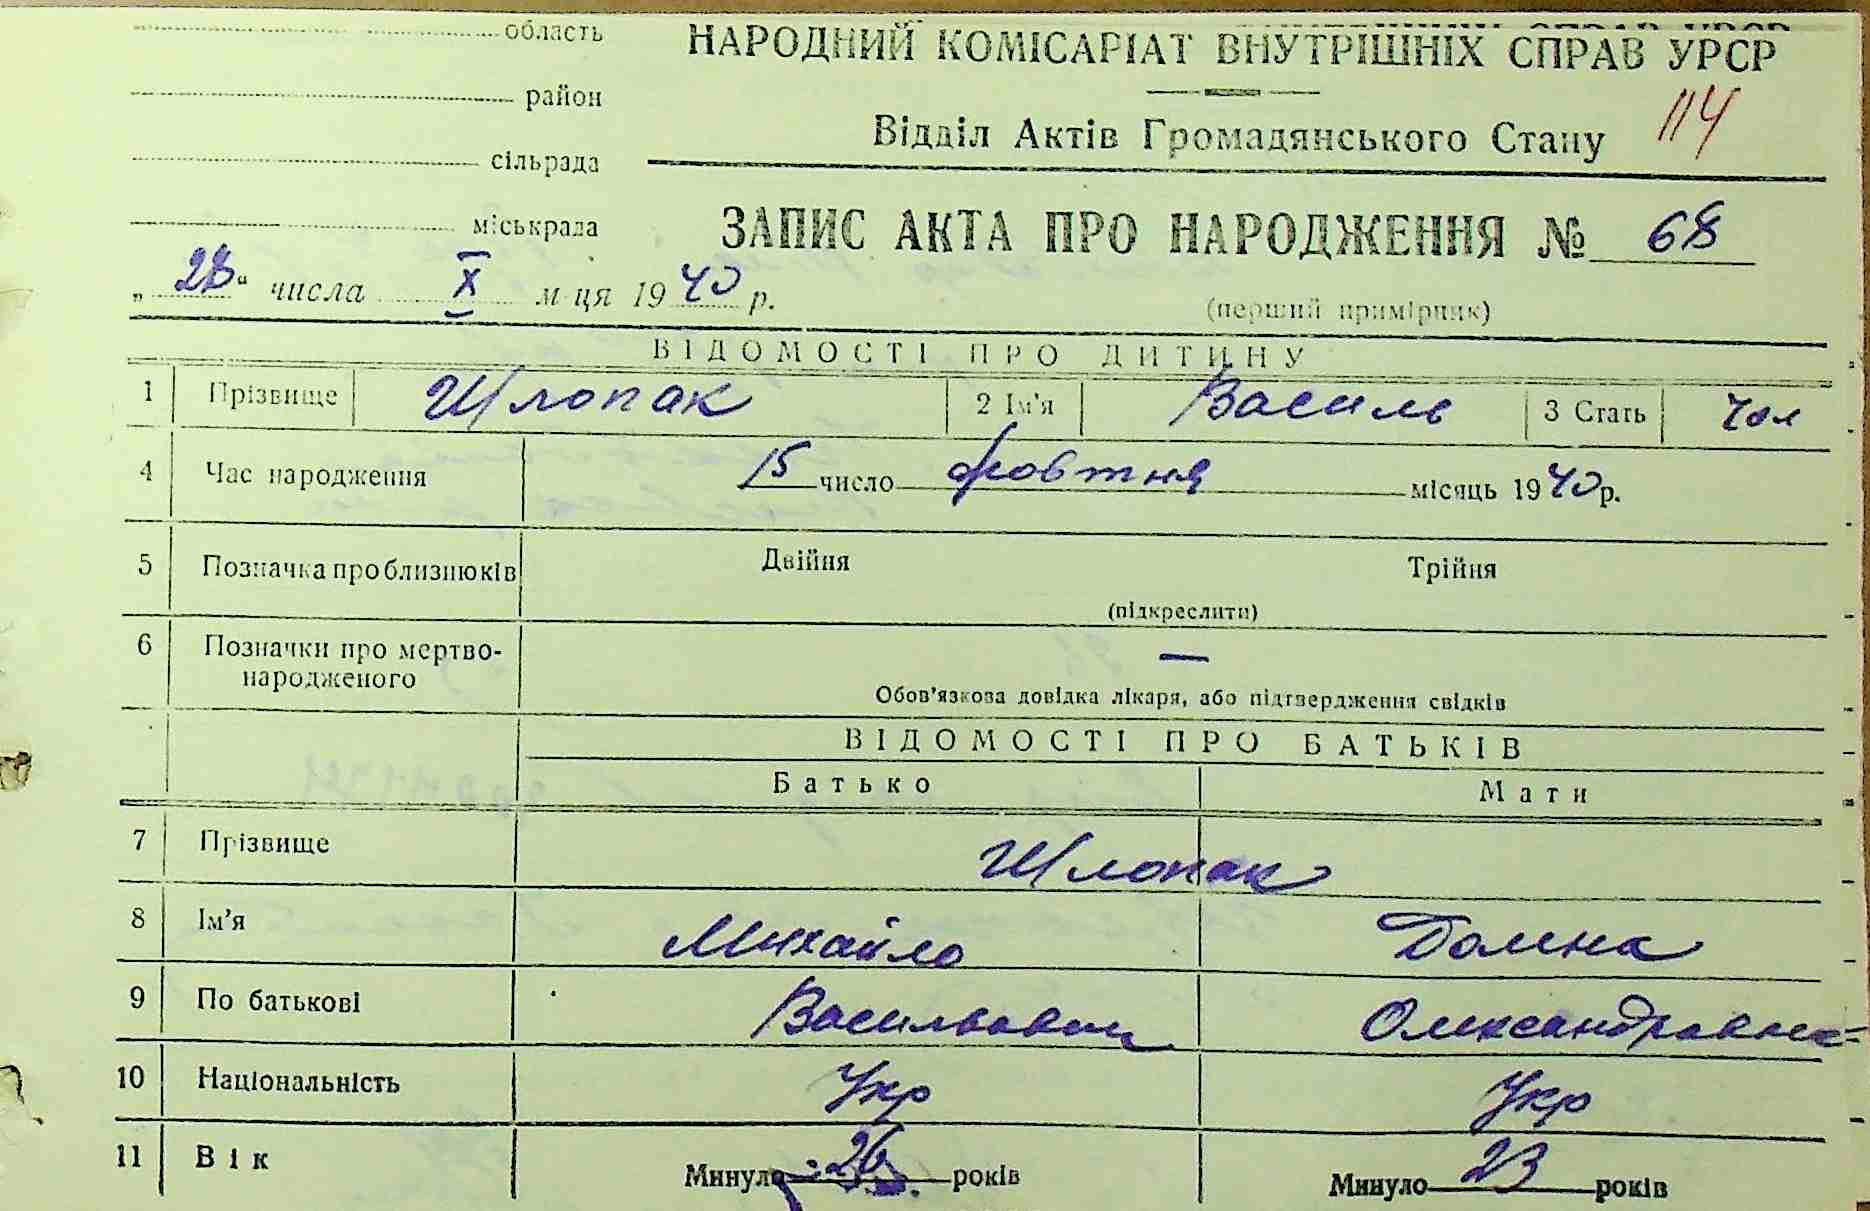 область
НАРОДНИЙ КОМІСАРІАТ ВНУТРІШНІХ СПРАВ УРСР
район
114
Відділ Актів Громадянського Стану
сільрада
міськрада
ЗАПИС АКТА ПРО НАРОДЖЕННЯ № 68
„28“ числа X м-ця 1940 р.
(перший примірник)
ВІДОМОСТІ ПРО ДИТИНУ
1 Прізвище Шлопак 2 Ім'я Василь 3 Стать чол
4 Час народження 15 число жовтня місяць 1940 р.
5 Позначка про близнюків Двійня Трійня
(підкреслити)
6 Позначки про мертво-
народженого —
Обов'язкова довідка лікаря, або підтвердження свідків
ВІДОМОСТІ ПРО БАТЬКІВ
Батько Мати
7 Прізвище Шлопак
8 Ім'я Михайло
9 По батькові Васильович Олександровна
10 Національність Укр Укр
11 Вік Минуло 26 років Минуло 23 років